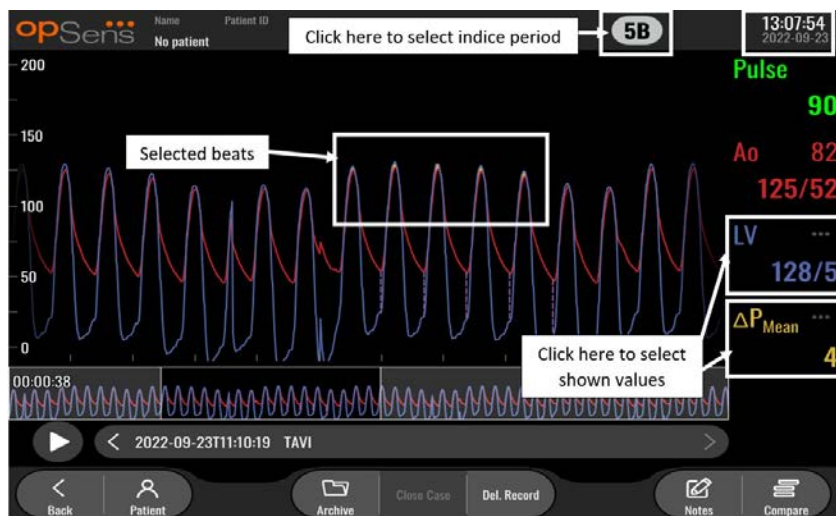 opSens
Name
Patient ID
No patient
Click here to select indice period
5B
13:07:54
2022-09-23
200
150
100
50
0
Selected beats
Pulse
90
Ao 82
125/52
LV ...
128/5
ΔPMean ...
4
Click here to select
shown values
00:00:38
2022-09-23T11:10:19 TAVI
Back
Patient
Archive
Close Case
Del. Record
Notes
Compare